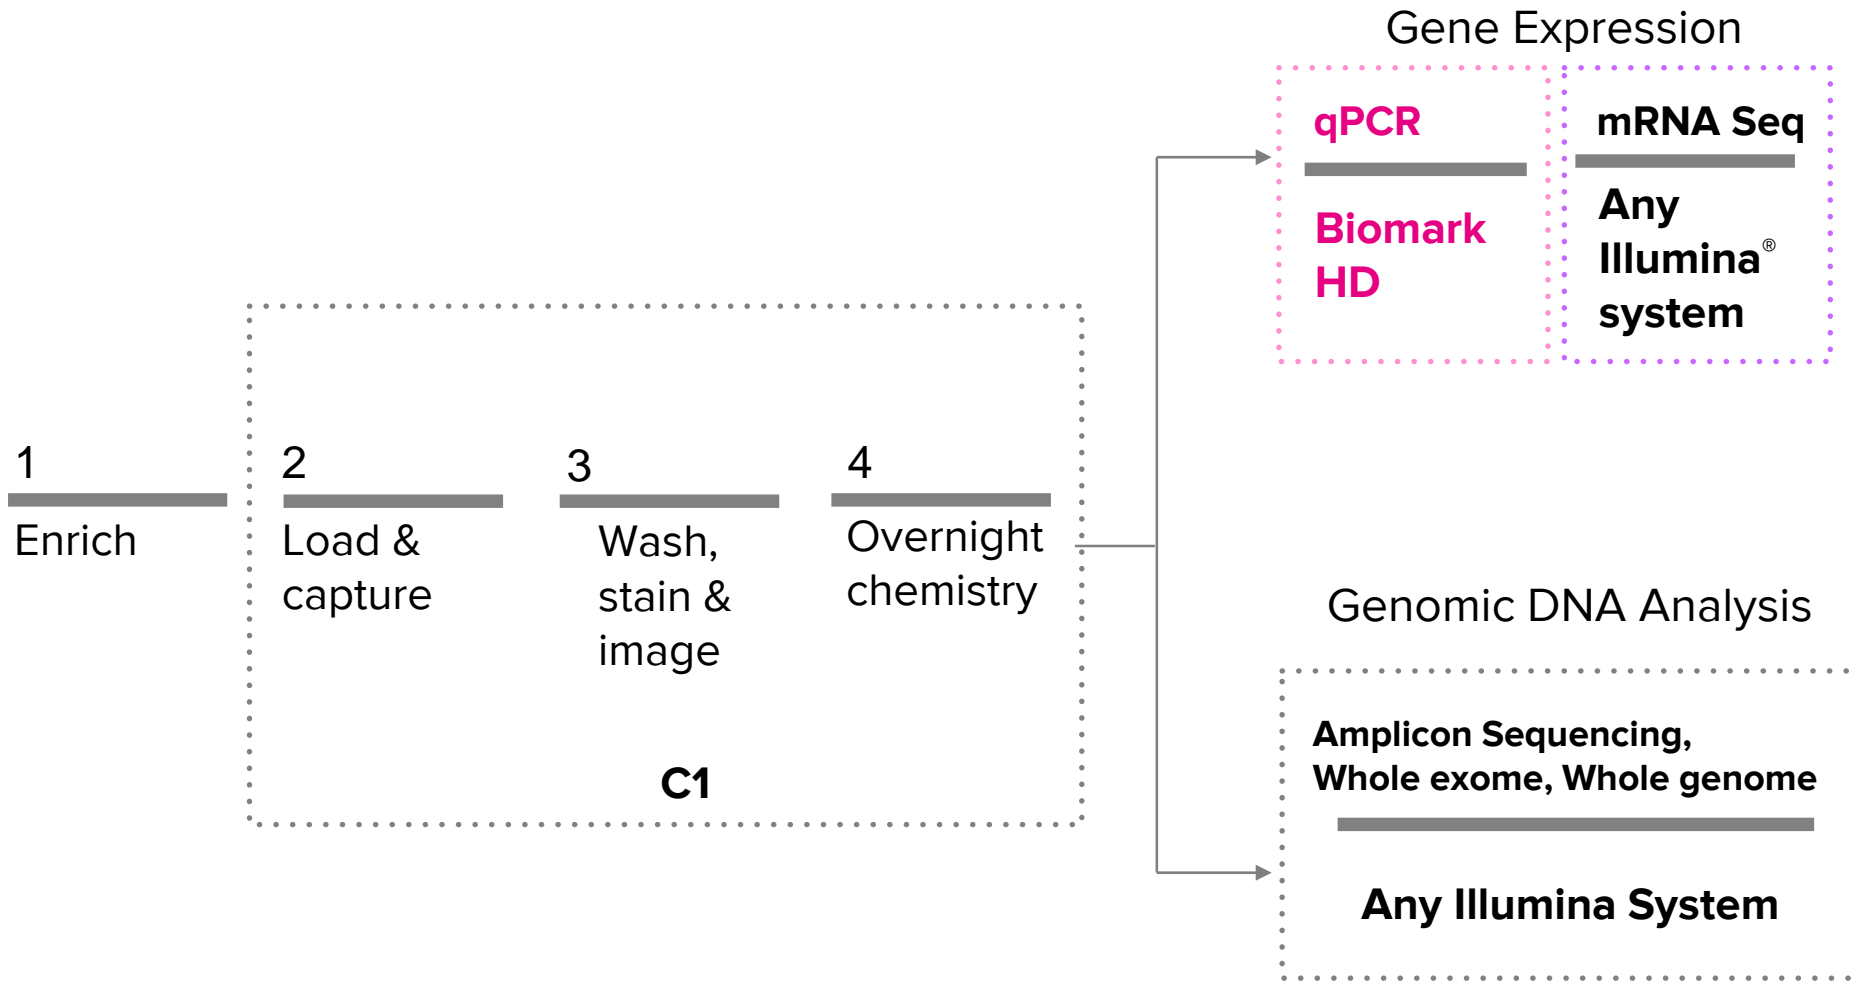 Gene Expression
qPCR
Biomark
HD
mRNA Seq
Any
Illumina®
system
1
Enrich
2
Load &
capture
3
Wash,
stain &
image
4
Overnight
chemistry
C1
Genomic DNA Analysis
Amplicon Sequencing,
Whole exome, Whole genome
Any Illumina System